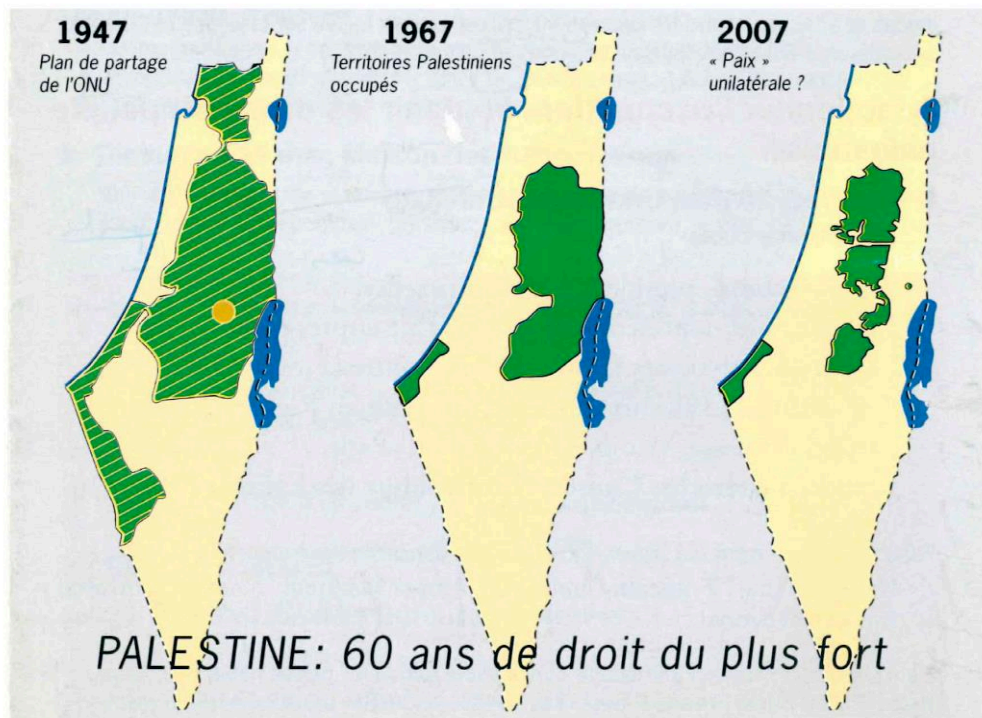 1947
Plan de partage
de l'ONU
1967
Territoires Palestiniens
occupés
2007
« Paix »
unilatérale ?
PALESTINE: 60 ans de droit du plus fort